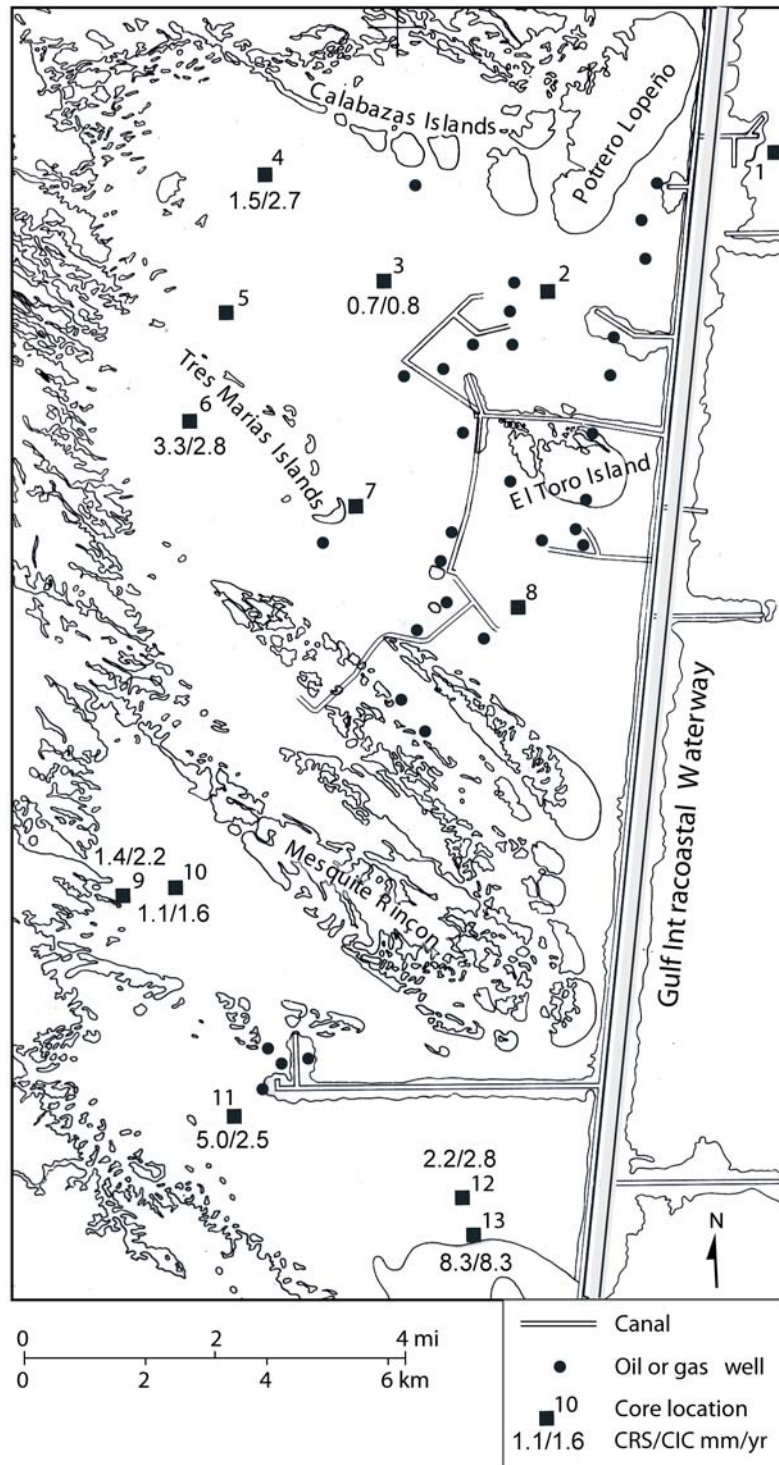 Calabazas Islands
Potrero Lopeño
1
4
1.5/2.7
3
0.7/0.8
2
5
Tres Marias Islands
6
3.3/2.8
El Toro Island
7
8
Gulf Int racoastal Waterway
Mesquite Rincon
1.4/2.2
9
10
1.1/1.6
11
5.0/2.5
2.2/2.8
12
13
8.3/8.3
N
0 2 4 mi
0 2 4 6 km
Canal
Oil or gas well
10 Core location
1.1/1.6 CRS/CIC mm/yr